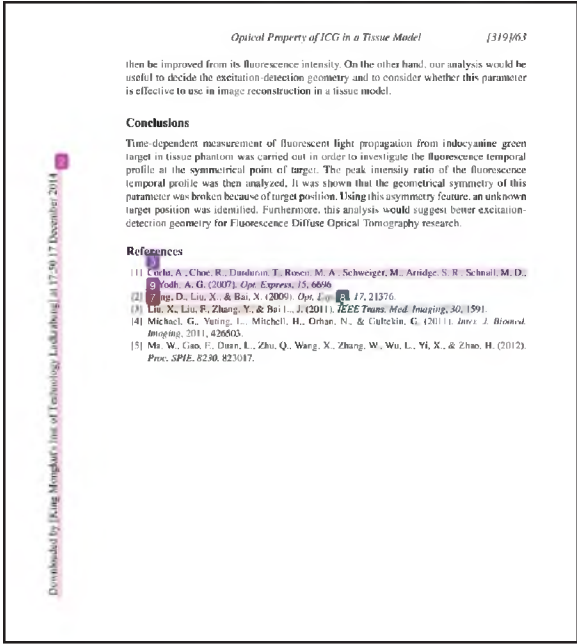 Optical Property of ICG in a Tissue Model [319]/63
then be improved from its fluorescence intensity. On the other hand, our analysis would be
useful to decide the excitation-detection geometry and to consider whether this parameter
is effective to use in image reconstruction in a tissue model.
Conclusions
Time-dependent measurement of fluorescent light propagation from indocyanine green
target in tissue phantom was carried out in order to investigate the fluorescence temporal
profile at the symmetrical point of target. The peak intensity ratio of the fluorescence
temporal profile was then analyzed. It was shown that the geometrical symmetry of this
parameter was broken because of target position. Using this asymmetry feature, an unknown
target position was identified. Furthermore, this analysis would suggest better excitation-
detection geometry for Fluorescence Diffuse Optical Tomography research.
References
[1] A., Choe, R., Durduran, T., Rosen, M. A., Schweiger, M., Arridge, S. R., Schnall, M. D.,
9 Yodh, A. G. (2007). Opt. Express, 15, 6696
[2] 7 D., Liu, X., & Bai, X. (2009). Opt. 8 17, 21376.
[3] Liu, X., Liu, F., Zhang, Y., & Bai J. (2011). IEEE Trans. Med. Imaging, 30, 1591.
[4] Michael, G., Yuting, L., Mitchell, H., Orhan, N., & Gultekin, G. (2011). Inter. J. Biomed.
Imaging, 2011, 426503.
[5] Ma, W., Gao, F., Duan, L., Zhu, Q., Wang, X., Zhang, W., Wu, L., Yi, X., & Zhao, H. (2012).
Proc. SPIE, 8230, 823017.
2
Downloaded by [King Mongkut's Inst of Technology Ladkrabang] at 17:50 17 December 2014